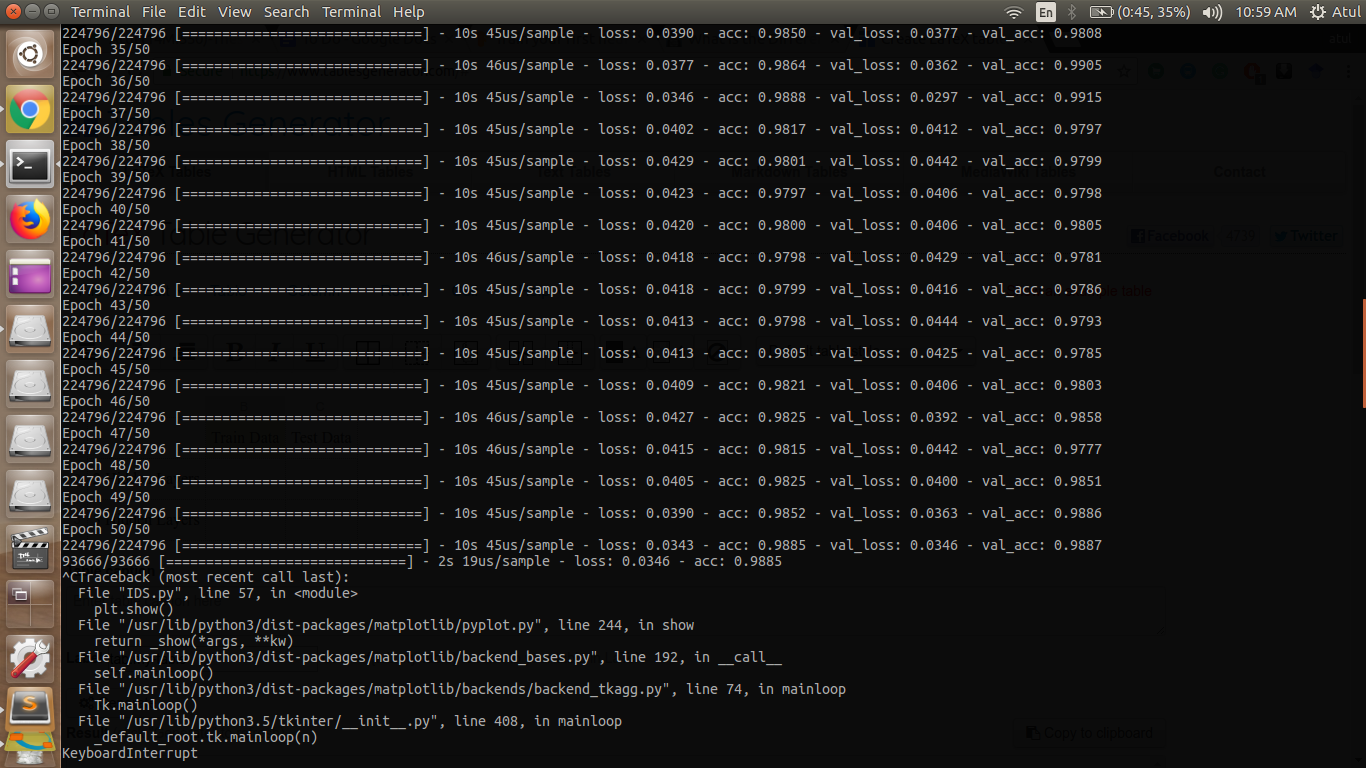 Terminal File Edit View Search Terminal Help En (0:45, 35%) 10:59 AM Atul
224796/224796 [==============================] - 10s 45us/sample - loss: 0.0390 - acc: 0.9850 - val_loss: 0.0377 - val_acc: 0.9808
Epoch 35/50
224796/224796 [==============================] - 10s 46us/sample - loss: 0.0377 - acc: 0.9864 - val_loss: 0.0362 - val_acc: 0.9905
Epoch 36/50
224796/224796 [==============================] - 10s 45us/sample - loss: 0.0346 - acc: 0.9888 - val_loss: 0.0297 - val_acc: 0.9915
Epoch 37/50
224796/224796 [==============================] - 10s 45us/sample - loss: 0.0402 - acc: 0.9817 - val_loss: 0.0412 - val_acc: 0.9797
Epoch 38/50
224796/224796 [==============================] - 10s 45us/sample - loss: 0.0429 - acc: 0.9801 - val_loss: 0.0442 - val_acc: 0.9799
Epoch 39/50
224796/224796 [==============================] - 10s 45us/sample - loss: 0.0423 - acc: 0.9797 - val_loss: 0.0406 - val_acc: 0.9798
Epoch 40/50
224796/224796 [==============================] - 10s 45us/sample - loss: 0.0420 - acc: 0.9800 - val_loss: 0.0406 - val_acc: 0.9805
Epoch 41/50
224796/224796 [==============================] - 10s 46us/sample - loss: 0.0418 - acc: 0.9798 - val_loss: 0.0429 - val_acc: 0.9781
Epoch 42/50
224796/224796 [==============================] - 10s 45us/sample - loss: 0.0418 - acc: 0.9799 - val_loss: 0.0416 - val_acc: 0.9786
Epoch 43/50
224796/224796 [==============================] - 10s 45us/sample - loss: 0.0413 - acc: 0.9798 - val_loss: 0.0444 - val_acc: 0.9793
Epoch 44/50
224796/224796 [==============================] - 10s 45us/sample - loss: 0.0413 - acc: 0.9805 - val_loss: 0.0425 - val_acc: 0.9785
Epoch 45/50
224796/224796 [==============================] - 10s 45us/sample - loss: 0.0409 - acc: 0.9821 - val_loss: 0.0406 - val_acc: 0.9803
Epoch 46/50
224796/224796 [==============================] - 10s 46us/sample - loss: 0.0427 - acc: 0.9825 - val_loss: 0.0392 - val_acc: 0.9858
Epoch 47/50
224796/224796 [==============================] - 10s 46us/sample - loss: 0.0415 - acc: 0.9815 - val_loss: 0.0442 - val_acc: 0.9777
Epoch 48/50
224796/224796 [==============================] - 10s 45us/sample - loss: 0.0405 - acc: 0.9825 - val_loss: 0.0400 - val_acc: 0.9851
Epoch 49/50
224796/224796 [==============================] - 10s 45us/sample - loss: 0.0390 - acc: 0.9852 - val_loss: 0.0363 - val_acc: 0.9886
Epoch 50/50
224796/224796 [==============================] - 10s 45us/sample - loss: 0.0343 - acc: 0.9885 - val_loss: 0.0346 - val_acc: 0.9887
93666/93666 [==============================] - 2s 19us/sample - loss: 0.0346 - acc: 0.9885
^CTraceback (most recent call last):
File "IDS.py", line 57, in <module>
plt.show()
File "/usr/lib/python3/dist-packages/matplotlib/pyplot.py", line 244, in show
return _show(*args, **kw)
File "/usr/lib/python3/dist-packages/matplotlib/backend_bases.py", line 192, in __call__
self.mainloop()
File "/usr/lib/python3/dist-packages/matplotlib/backends/backend_tkagg.py", line 74, in mainloop
Tk.mainloop()
File "/usr/lib/python3.5/tkinter/__init__.py", line 408, in mainloop
_default_root.tk.mainloop(n)
KeyboardInterrupt